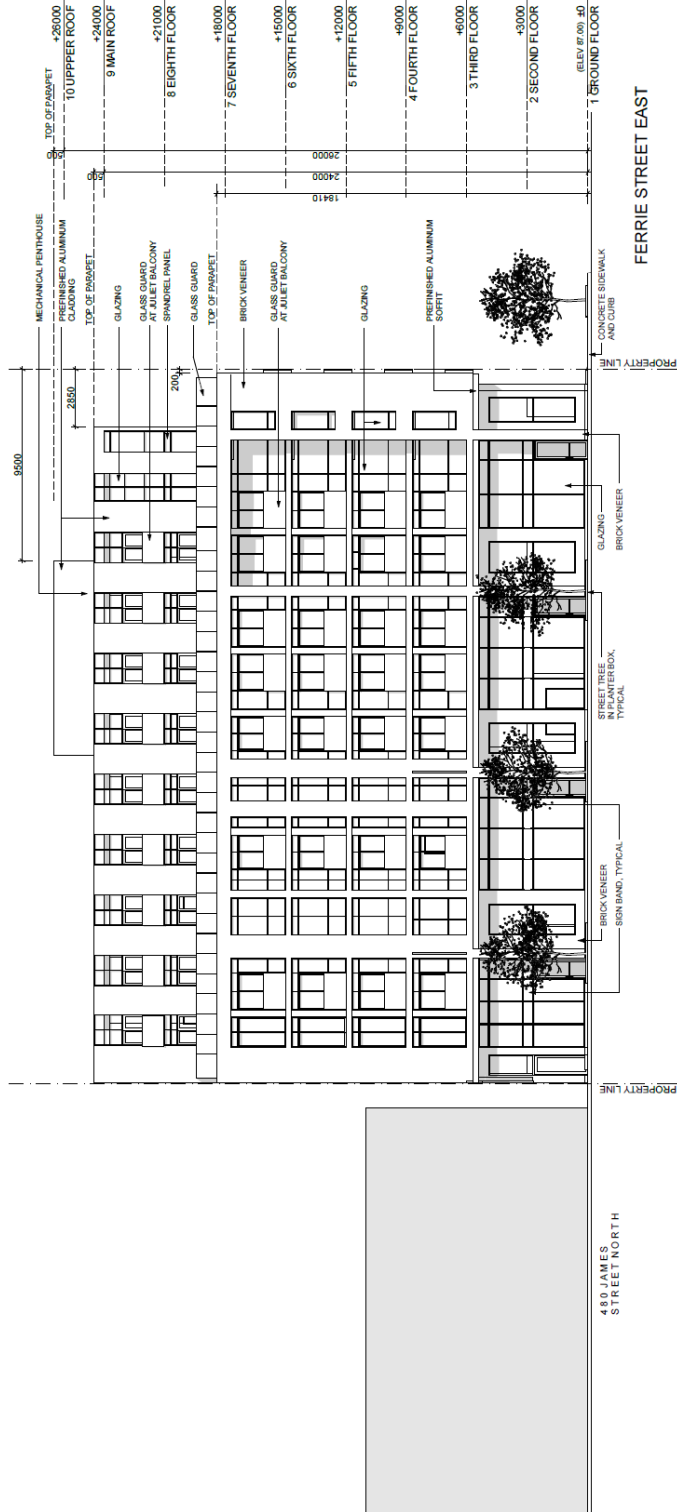 TOP OF PARAPET
+26000
10 UPPPER ROOF
+24000
9 MAIN ROOF
+21000
8 EIGHTH FLOOR
+18000
7 SEVENTH FLOOR
+15000
6 SIXTH FLOOR
+12000
5 FIFTH FLOOR
+9000
4 FOURTH FLOOR
+6000
3 THIRD FLOOR
+3000
2 SECOND FLOOR
(ELEV 87.00) ±0
1 GROUND FLOOR
500
26000
500
24000
18410
MECHANICAL PENTHOUSE
PREFINISHED ALUMINUM
CLADDING
TOP OF PARAPET
GLAZING
GLASS GUARD
AT JULIET BALCONY
SPANDREL PANEL
GLASS GUARD
TOP OF PARAPET
BRICK VENEER
GLASS GUARD
AT JULIET BALCONY
GLAZING
PREFINISHED ALUMINUM
SOFFIT
FERRIE STREET EAST
9500
2850
200
CONCRETE SIDEWALK
AND CURB
PROPERTY LINE
GLAZING
BRICK VENEER
STREET TREE
IN PLANTER BOX,
TYPICAL
BRICK VENEER
SIGN BAND, TYPICAL
PROPERTY LINE
480 JAMES
STREET NORTH